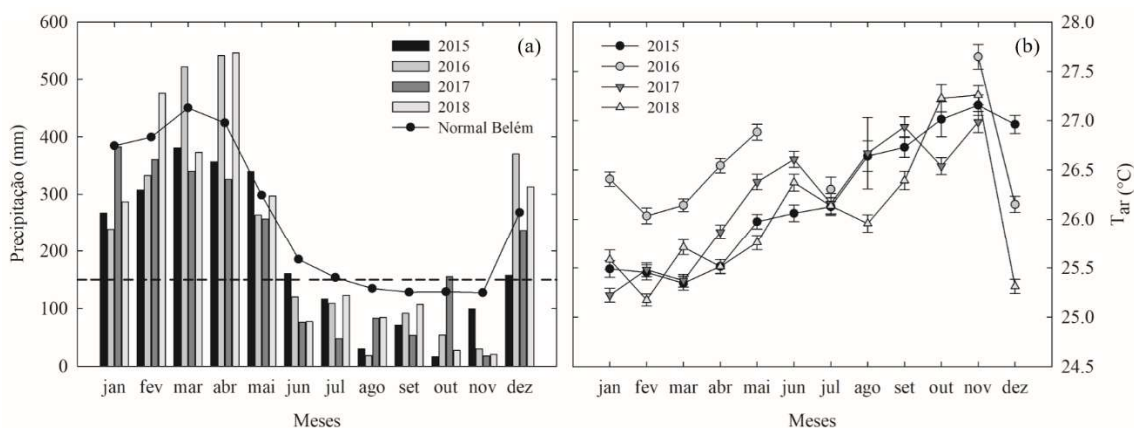 (a)
Precipitação (mm)
600
500
400
300
200
100
0
2015
2016
2017
2018
Normal Belém
jan fev mar abr mai jun jul ago set out nov dez
Meses
(b)
2015
2016
2017
2018
28.0
27.5
27.0
26.5
26.0
25.5
25.0
24.5
T_ar (°C)
jan fev mar abr mai jun jul ago set out nov dez
Meses